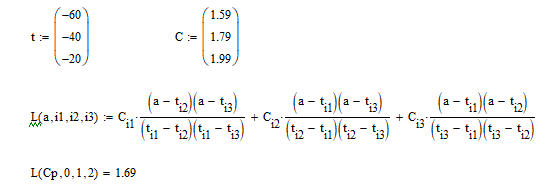 t := (-60 -40 -20) C := (1.59 1.79 1.99)
L(a,i1,i2,i3) := C_i1·((a − t_i2)(a − t_i3))/((t_i1 − t_i2)(t_i1 − t_i3)) + C_i2·((a − t_i1)(a − t_i3))/((t_i2 − t_i1)(t_i2 − t_i3)) + C_i3·((a − t_i1)(a − t_i2))/((t_i3 − t_i1)(t_i3 − t_i2))
L(Cp,0,1,2) = 1.69